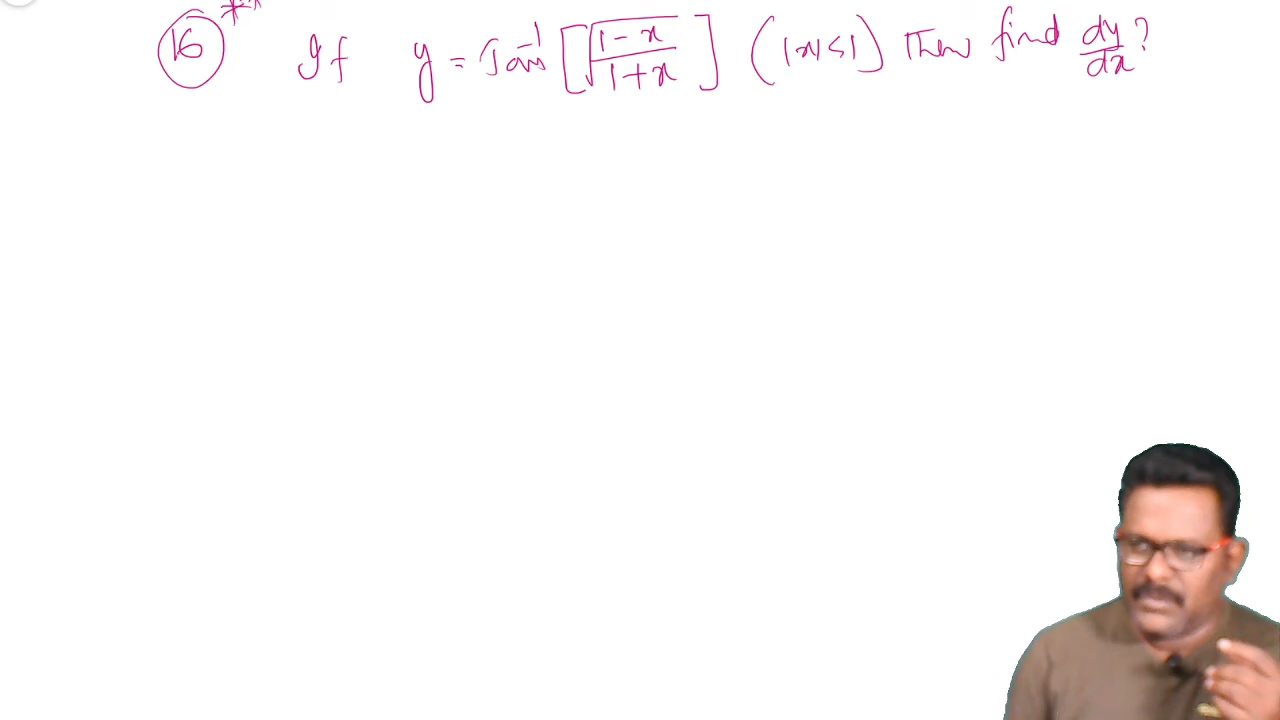 16 ** If y = Tan⁻¹ [√(1-x)/(1+x)] (|x|<1) Then find dy/dx ?